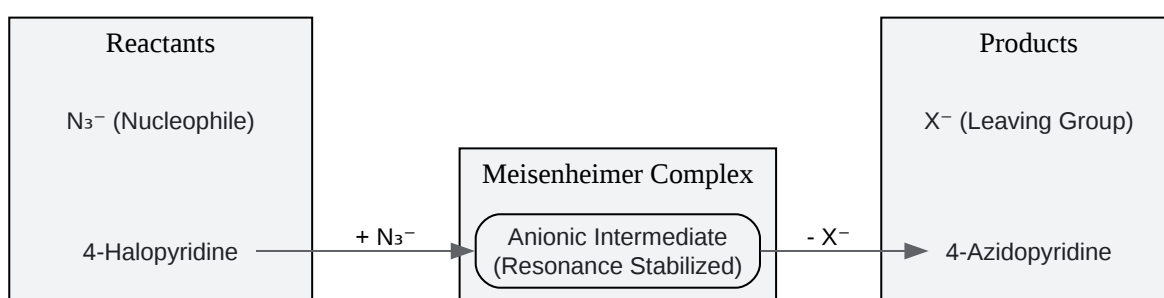 Reactants
N₃⁻ (Nucleophile)
4-Halopyridine
+ N₃⁻
Meisenheimer Complex
Anionic Intermediate
(Resonance Stabilized)
- X⁻
Products
X⁻ (Leaving Group)
4-Azidopyridine